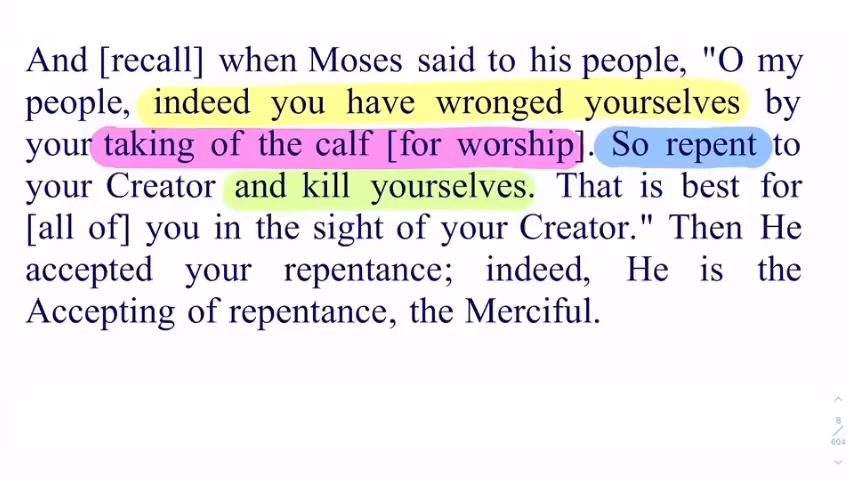 And [recall] when Moses said to his people, "O my
people, indeed you have wronged yourselves by
your taking of the calf [for worship]. So repent to
your Creator and kill yourselves. That is best for
[all of] you in the sight of your Creator." Then He
accepted your repentance; indeed, He is the
Accepting of repentance, the Merciful.
8
/
604